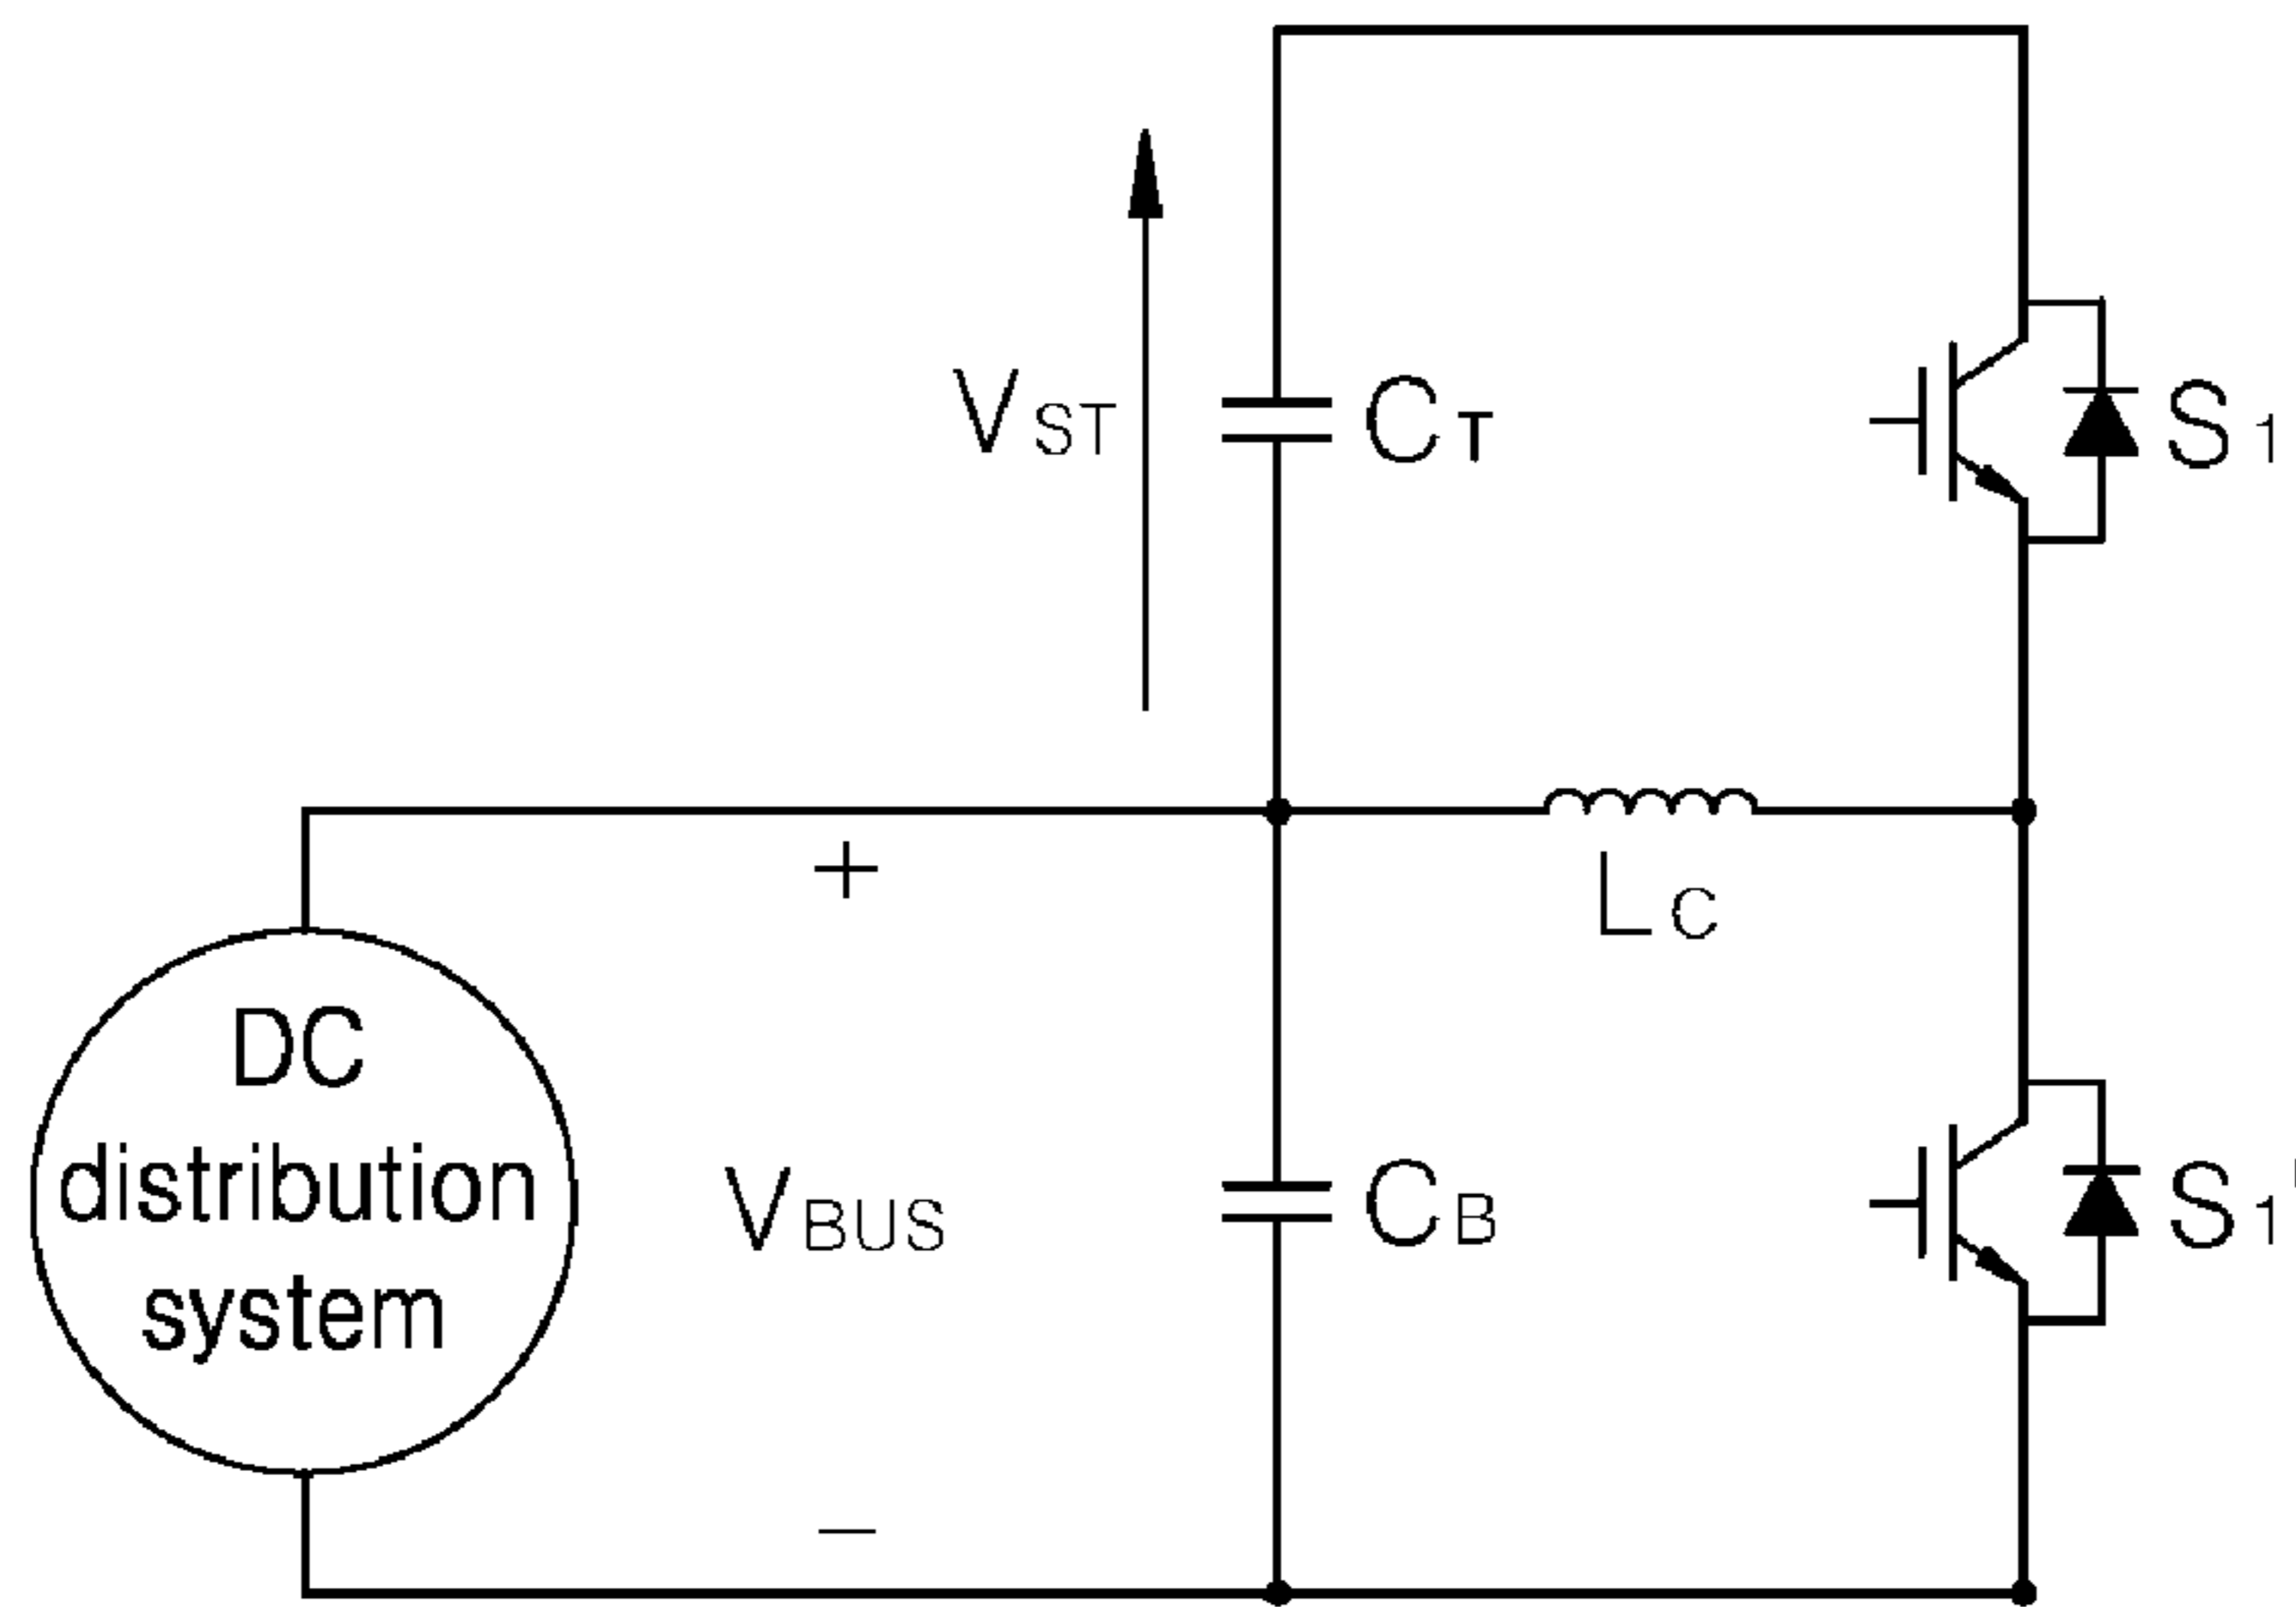 VST
CT
S1
+
LC
DC
distribution
system
VBUS
CB
S1'
−